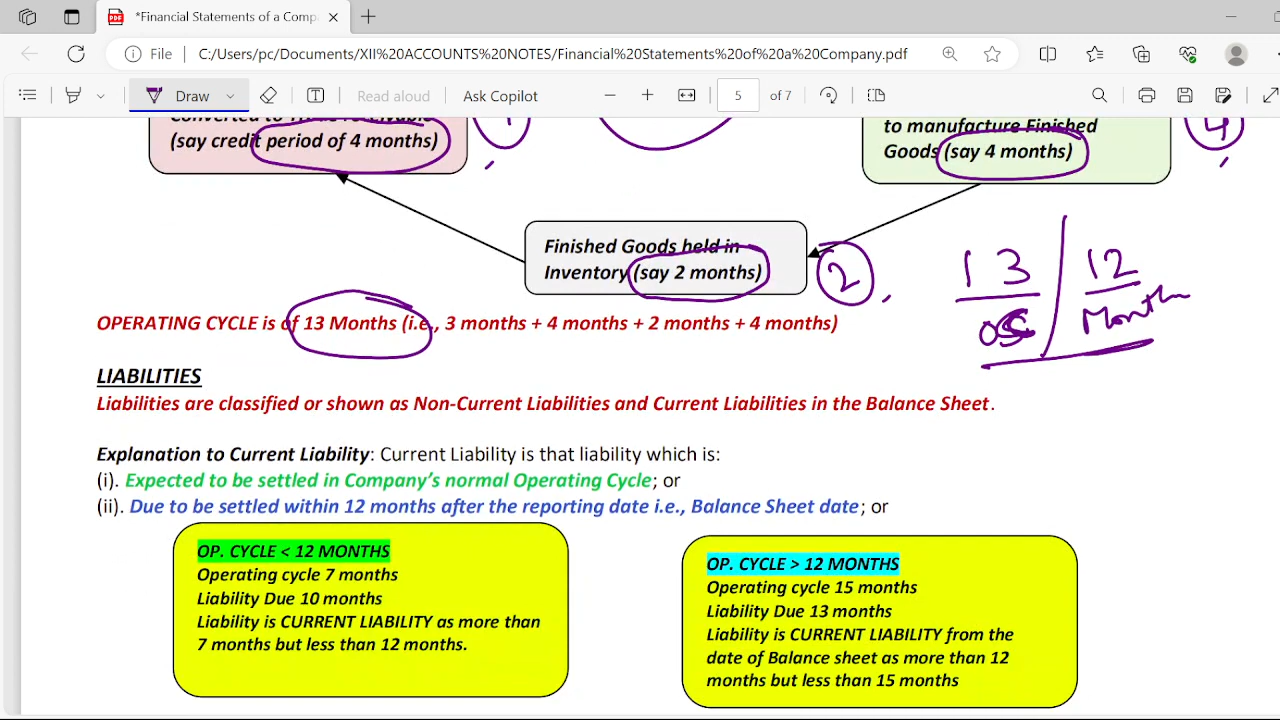 *Financial Statements of a Comp
File
C:/Users/pc/Documents/XII%20ACCOUNTS%20NOTES/Financial%20Statements%20of%20a%20Company.pdf
Draw
Read aloud
Ask Copilot
5
of 7
(say credit period of 4 months)
1
to manufacture Finished
Goods (say 4 months)
4
Finished Goods held in
Inventory (say 2 months)
2
13
12
Months
OPERATING CYCLE is of 13 Months (i.e., 3 months + 4 months + 2 months + 4 months)
LIABILITIES
Liabilities are classified or shown as Non-Current Liabilities and Current Liabilities in the Balance Sheet.
Explanation to Current Liability: Current Liability is that liability which is:
(i). Expected to be settled in Company’s normal Operating Cycle; or
(ii). Due to be settled within 12 months after the reporting date i.e., Balance Sheet date; or
OP. CYCLE < 12 MONTHS
Operating cycle 7 months
Liability Due 10 months
Liability is CURRENT LIABILITY as more than
7 months but less than 12 months.
OP. CYCLE > 12 MONTHS
Operating cycle 15 months
Liability Due 13 months
Liability is CURRENT LIABILITY from the
date of Balance sheet as more than 12
months but less than 15 months